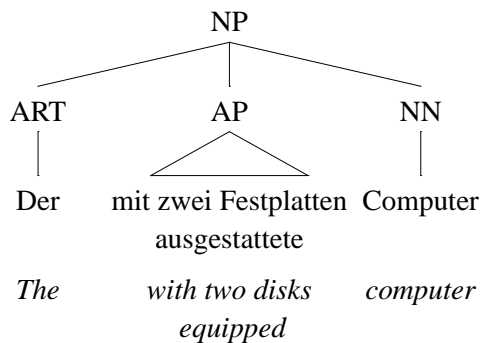 NP
ART AP NN
Der mit zwei Festplatten Computer
ausgestattete
The with two disks computer
equipped